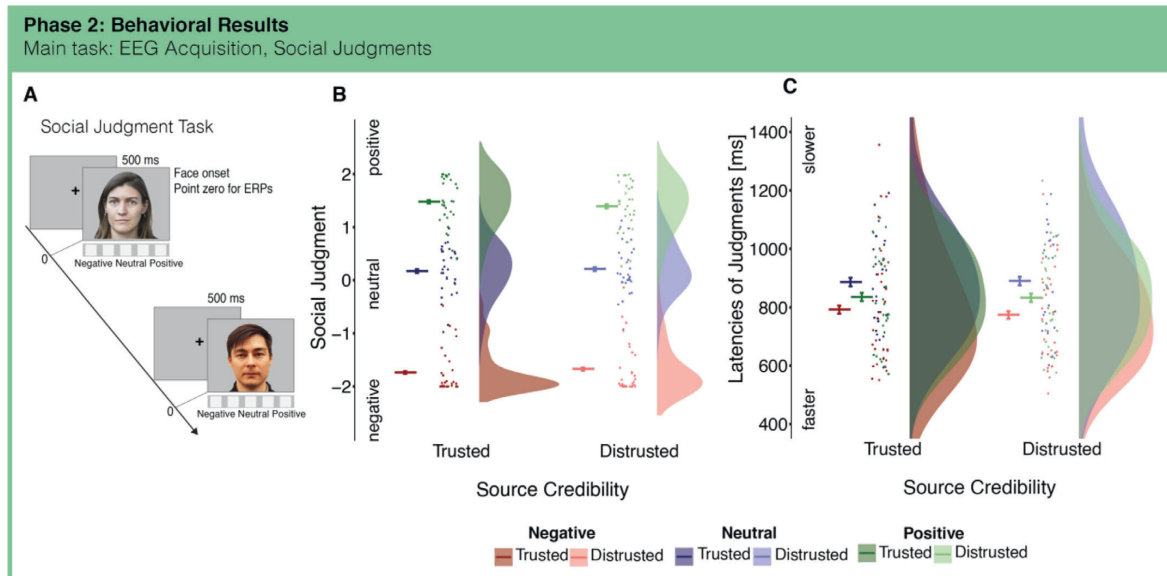 Phase 2: Behavioral Results
Main task: EEG Acquisition, Social Judgments
A
Social Judgment Task
500 ms
Face onset
Point zero for ERPs
+
0
Negative Neutral Positive
500 ms
+
0
Negative Neutral Positive
B
Social Judgment
positive
neutral
negative
2
1
0
−1
−2
Trusted
Distrusted
Source Credibility
C
Latencies of Judgments [ms]
slower
faster
1400
1200
1000
800
600
400
Trusted
Distrusted
Source Credibility
Negative
Trusted
Distrusted
Neutral
Trusted
Distrusted
Positive
Trusted
Distrusted